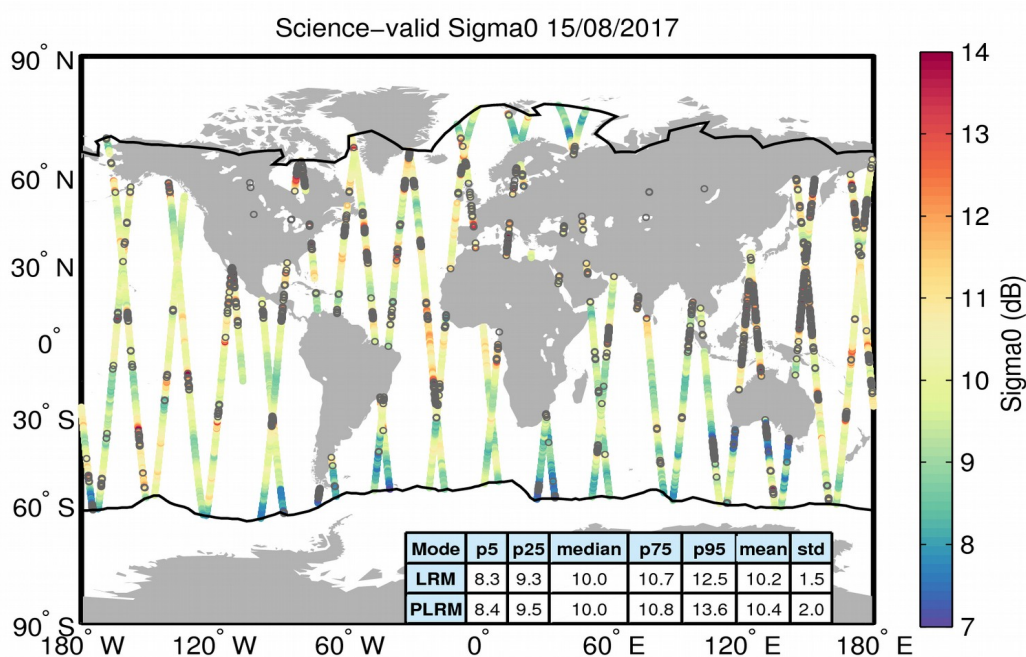 Science−valid Sigma0 15/08/2017
90° N
60° N
30° N
0°
30° S
60° S
90° S
180° W
120° W
60° W
0°
60° E
120° E
180° E
14
13
12
11
10
9
8
7
Sigma0 (dB)
Mode p5 p25 median p75 p95 mean std
LRM 8.3 9.3 10.0 10.7 12.5 10.2 1.5
PLRM 8.4 9.5 10.0 10.8 13.6 10.4 2.0